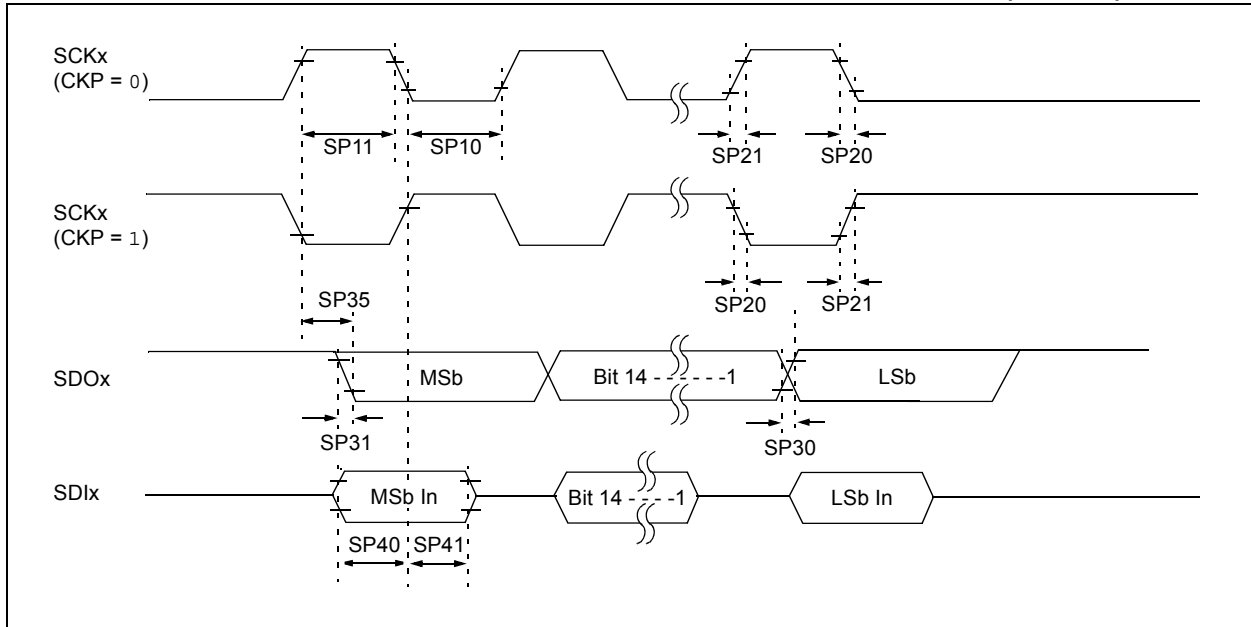 SCKx
(CKP = 0)
SP11
SP10
SP21
SP20
SCKx
(CKP = 1)
SP35
SP20
SP21
SDOx
MSb
Bit 14 - - - - - -1
LSb
SP31
SP30
SDIx
MSb In
Bit 14 - - - -1
LSb In
SP40
SP41